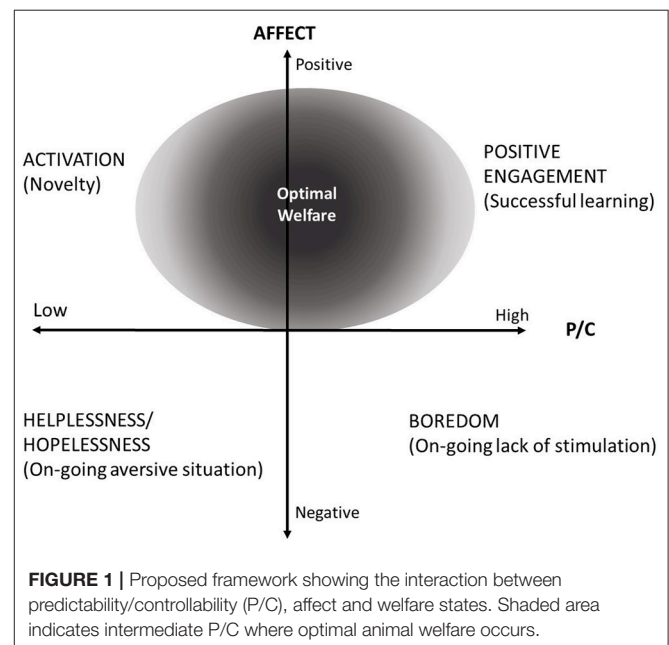 AFFECT
Positive
ACTIVATION
(Novelty)
POSITIVE
ENGAGEMENT
(Successful learning)
Optimal
Welfare
Low
High
P/C
HELPLESSNESS/
HOPELESSNESS
(On-going aversive situation)
BOREDOM
(On-going lack of stimulation)
Negative
FIGURE 1 | Proposed framework showing the interaction between
predictability/controllability (P/C), affect and welfare states. Shaded area
indicates intermediate P/C where optimal animal welfare occurs.